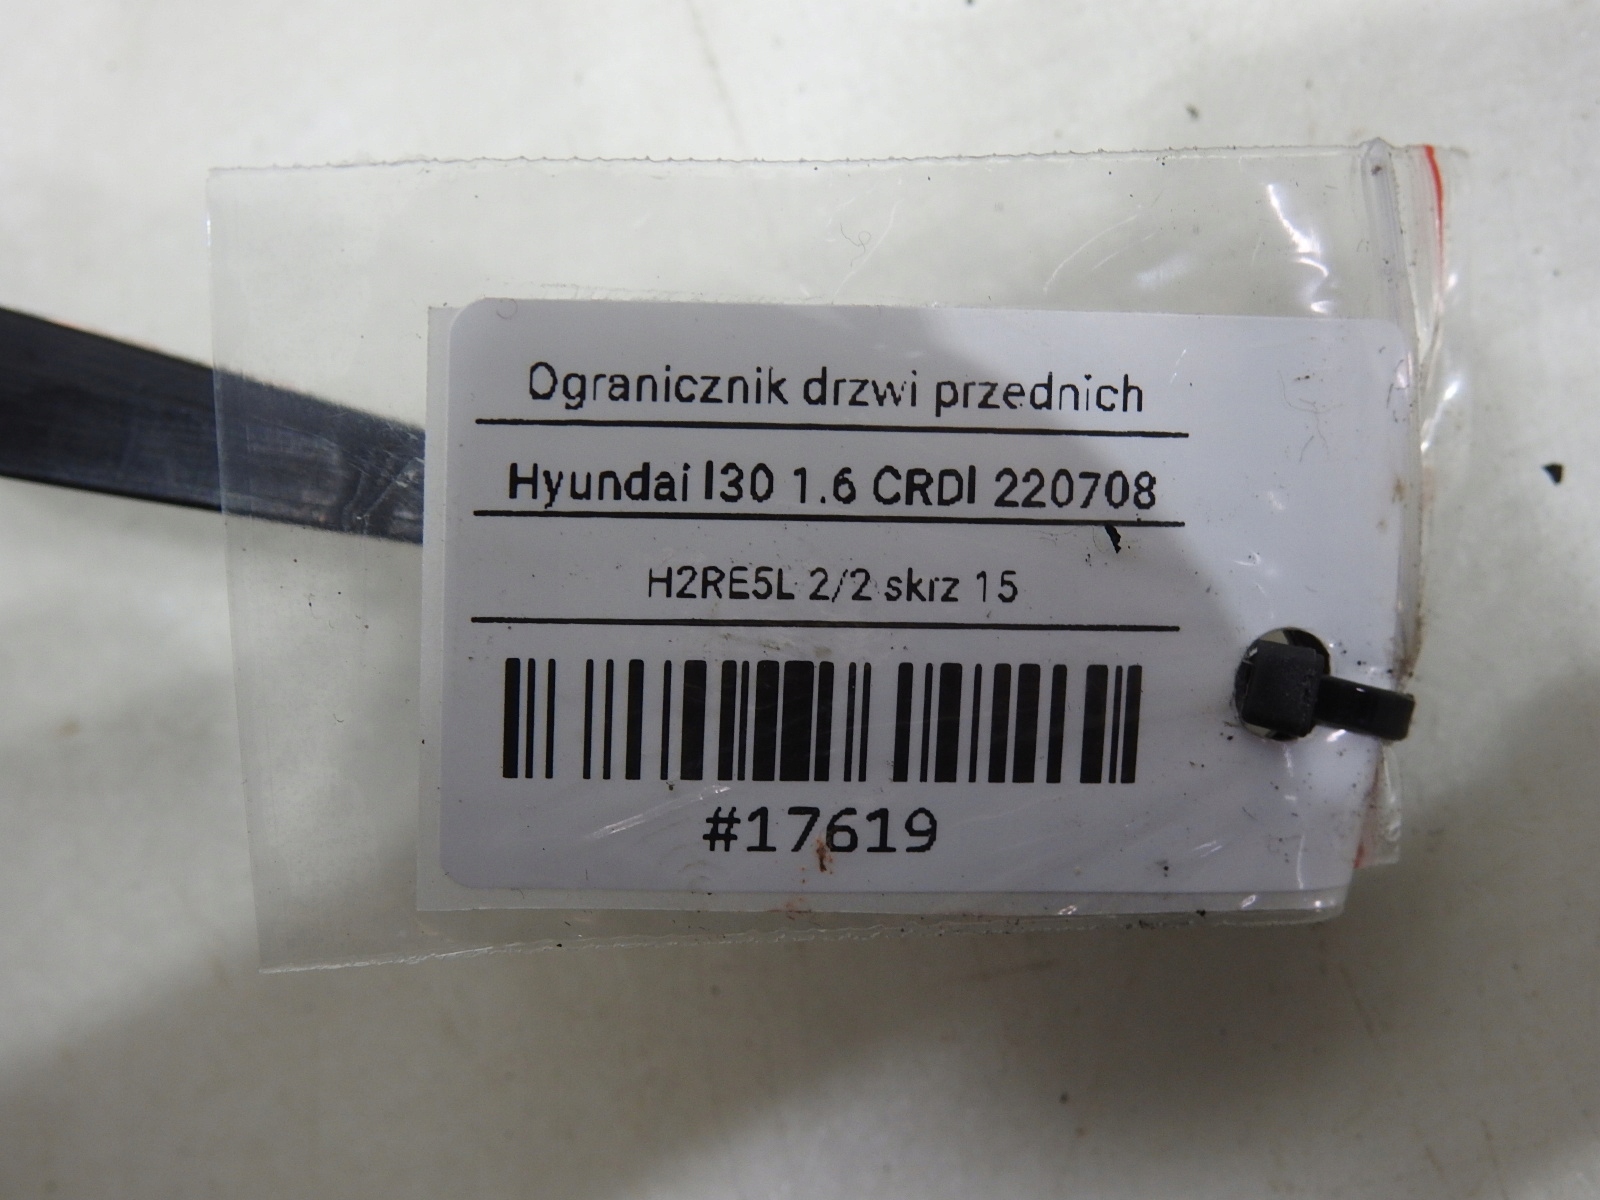 Ogranicznik drzwi przednich
Hyundai I30 1.6 CRDI 220708
H2RE5L 2/2 skrz 15
#17619